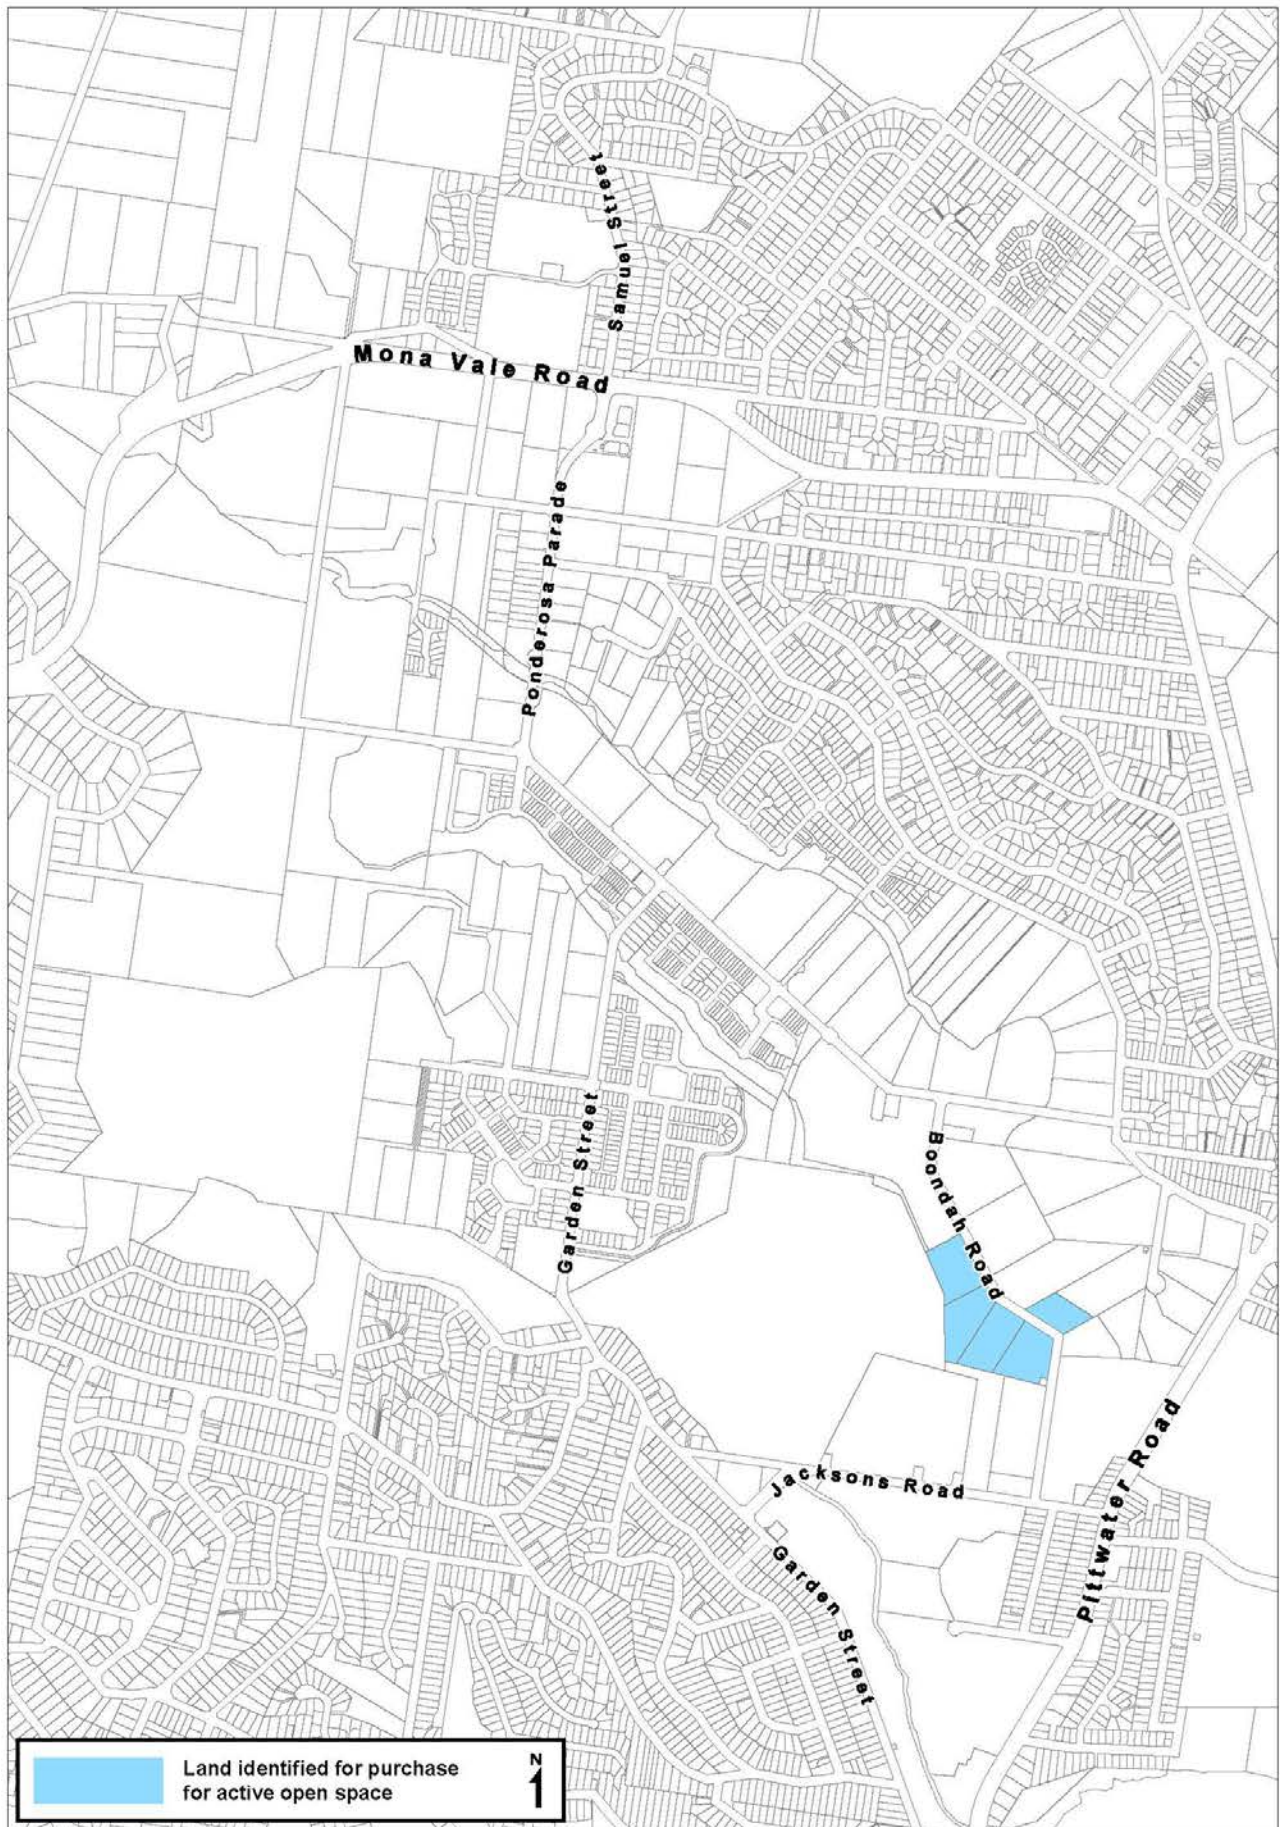 Samuel Street
Mona Vale Road
Ponderosa Parade
Garden Street
Boondah Road
Pittwater Road
Jacksons Road
Garden Street
Land identified for purchase
for active open space
N